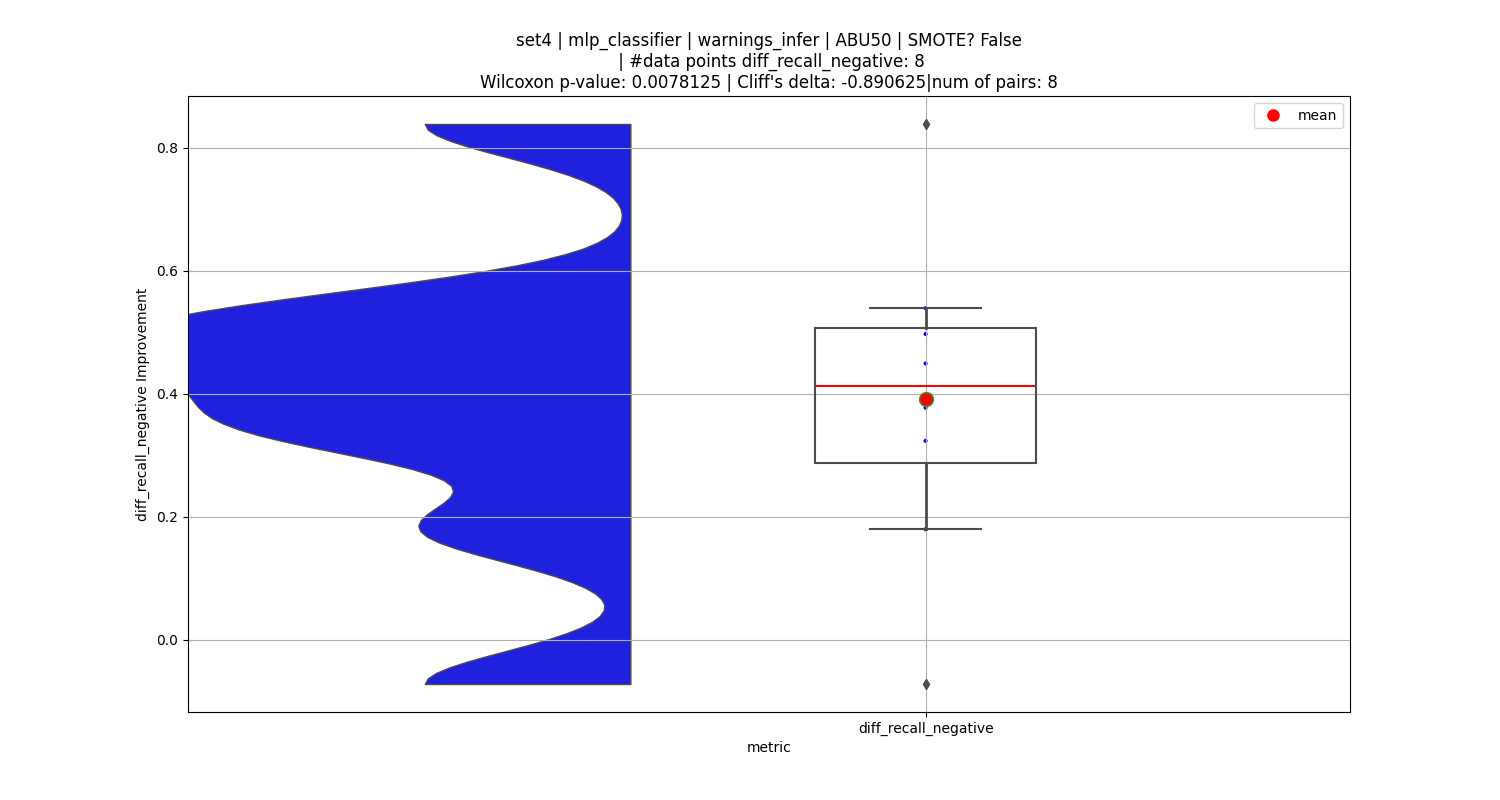 set4 | mlp_classifier | warnings_infer | ABU50 | SMOTE? False
| #data points diff_recall_negative: 8
Wilcoxon p-value: 0.0078125 | Cliff's delta: -0.890625|num of pairs: 8
mean
0.8
0.6
0.4
0.2
0.0
diff_recall_negative Improvement
diff_recall_negative
metric